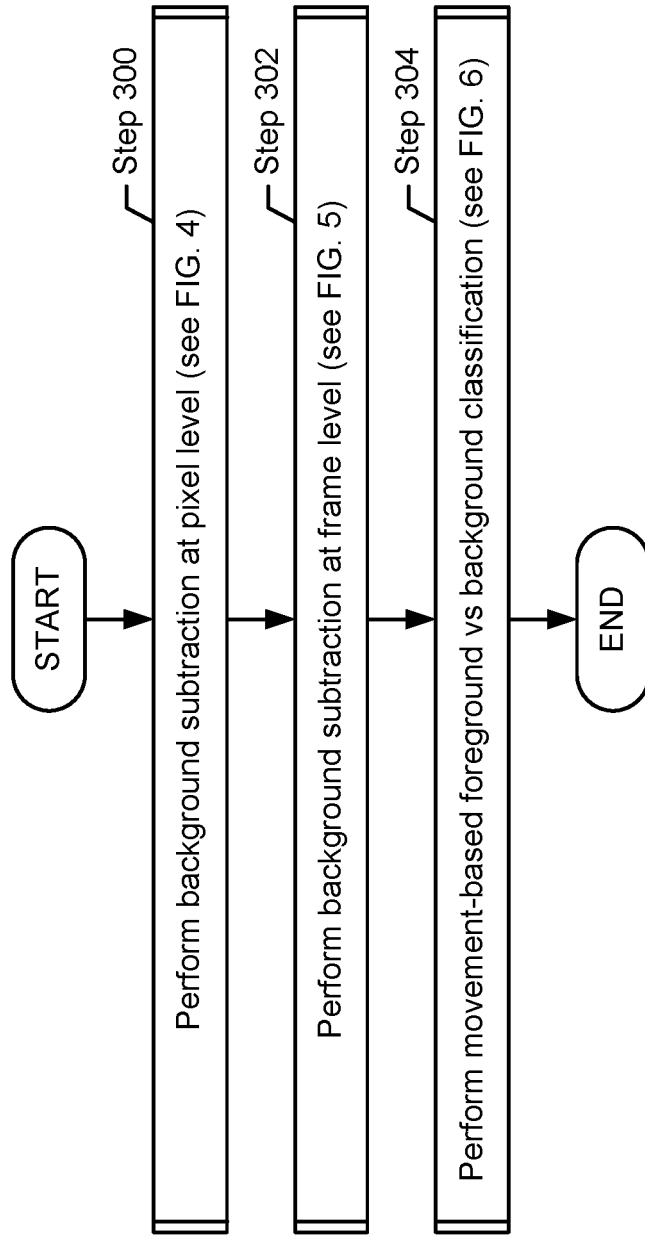 START
Step 300
Perform background subtraction at pixel level (see FIG. 4)
Step 302
Perform background subtraction at frame level (see FIG. 5)
Step 304
Perform movement-based foreground vs background classification (see FIG. 6)
END